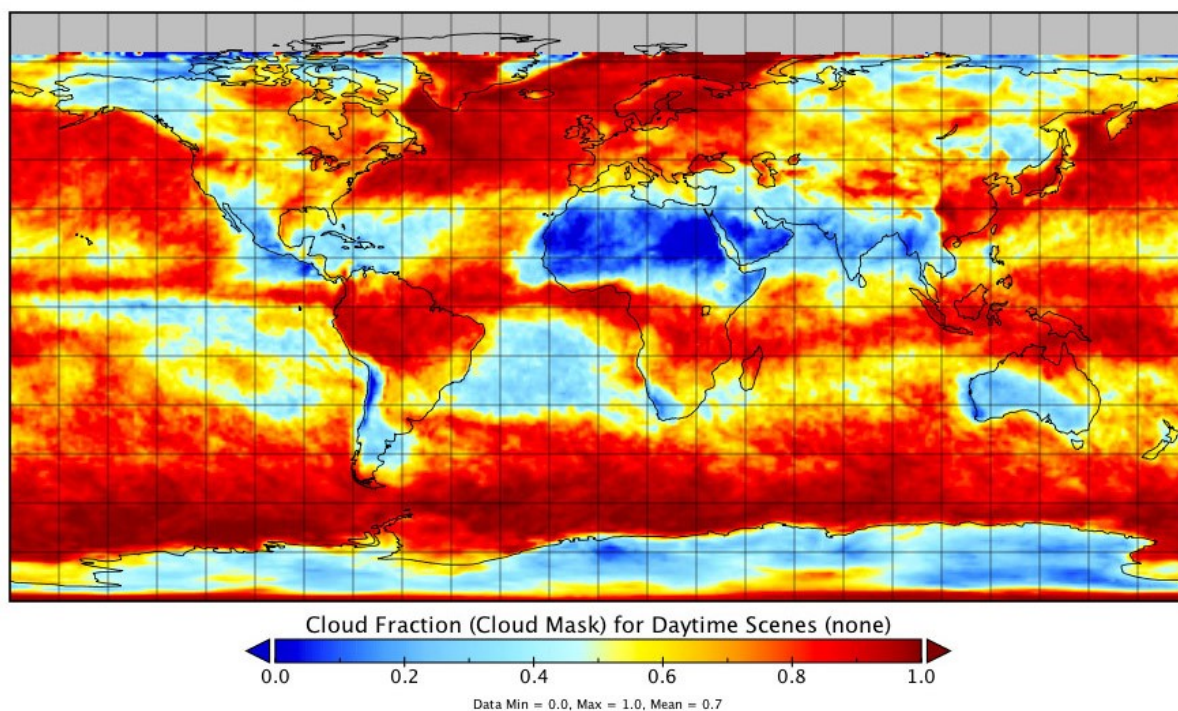 Cloud Fraction (Cloud Mask) for Daytime Scenes (none)
0.0 0.2 0.4 0.6 0.8 1.0
Data Min = 0.0, Max = 1.0, Mean = 0.7